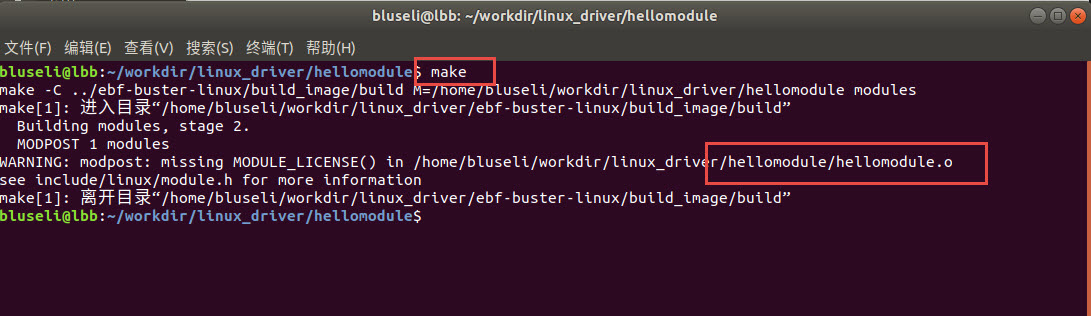 bluseli@lbb: ~/workdir/linux_driver/hellomodule
文件(F) 编辑(E) 查看(V) 搜索(S) 终端(T) 帮助(H)
bluseli@lbb:~/workdir/linux_driver/hellomodule$ make
make -C ../ebf-buster-linux/build_image/build M=/home/bluseli/workdir/linux_driver/hellomodule modules
make[1]: 进入目录“/home/bluseli/workdir/linux_driver/ebf-buster-linux/build_image/build”
  Building modules, stage 2.
  MODPOST 1 modules
WARNING: modpost: missing MODULE_LICENSE() in /home/bluseli/workdir/linux_driver/hellomodule/hellomodule.o
see include/linux/module.h for more information
make[1]: 离开目录“/home/bluseli/workdir/linux_driver/ebf-buster-linux/build_image/build”
bluseli@lbb:~/workdir/linux_driver/hellomodule$